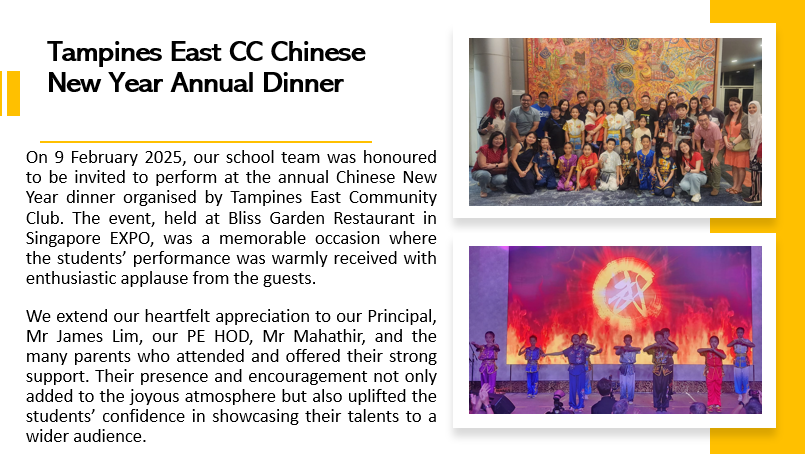 Tampines East CC Chinese
New Year Annual Dinner
On 9 February 2025, our school team was honoured
to be invited to perform at the annual Chinese New
Year dinner organised by Tampines East Community
Club. The event, held at Bliss Garden Restaurant in
Singapore EXPO, was a memorable occasion where
the students’ performance was warmly received with
enthusiastic applause from the guests.
We extend our heartfelt appreciation to our Principal,
Mr James Lim, our PE HOD, Mr Mahathir, and the
many parents who attended and offered their strong
support. Their presence and encouragement not only
added to the joyous atmosphere but also uplifted the
students’ confidence in showcasing their talents to a
wider audience.